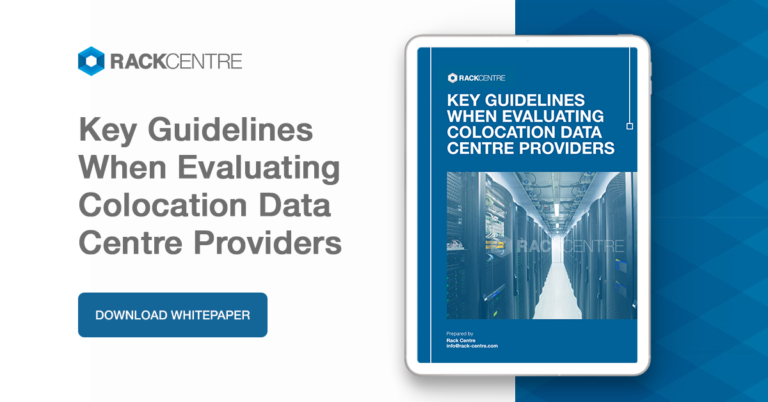 RACKCENTRE
Key Guidelines
When Evaluating
Colocation Data
Centre Providers
DOWNLOAD WHITEPAPER
RACKCENTRE
KEY GUIDELINES
WHEN EVALUATING
COLOCATION DATA
CENTRE PROVIDERS
RACKCENTRE
Prepared by
Rack Centre
info@rack-centre.com